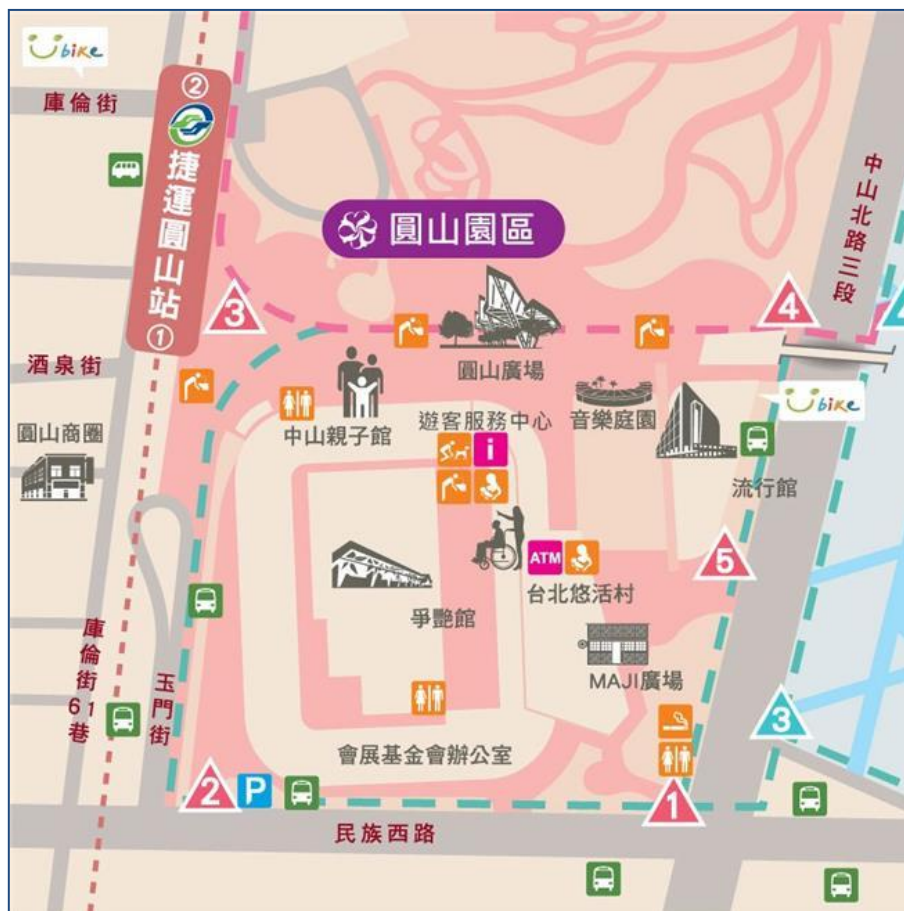 Ubike
庫倫街
②
捷運圓山站
①
中山北路三段
圓山園區
3
4
圓山廣場
酒泉街
圓山商圈
中山親子館
遊客服務中心
i
音樂庭園
Ubike
流行館
ATM
台北悠活村
5
爭艷館
MAJI廣場
庫倫街61巷
玉門街
3
會展基金會辦公室
2
P
1
民族西路